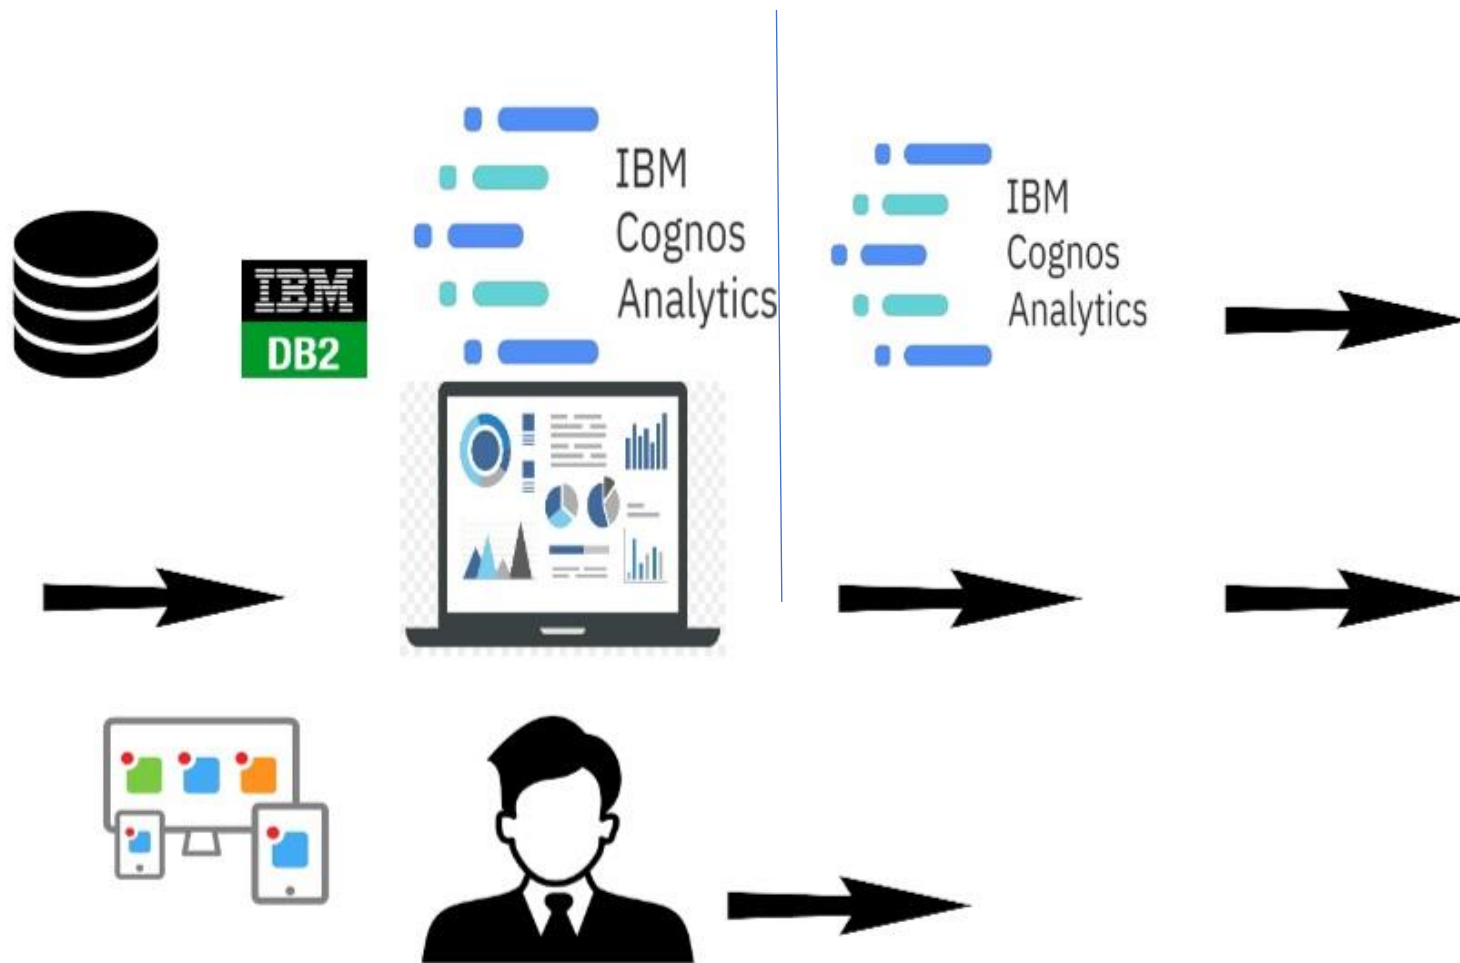 IBM
Cognos
Analytics
IBM
Cognos
Analytics
IBM
DB2